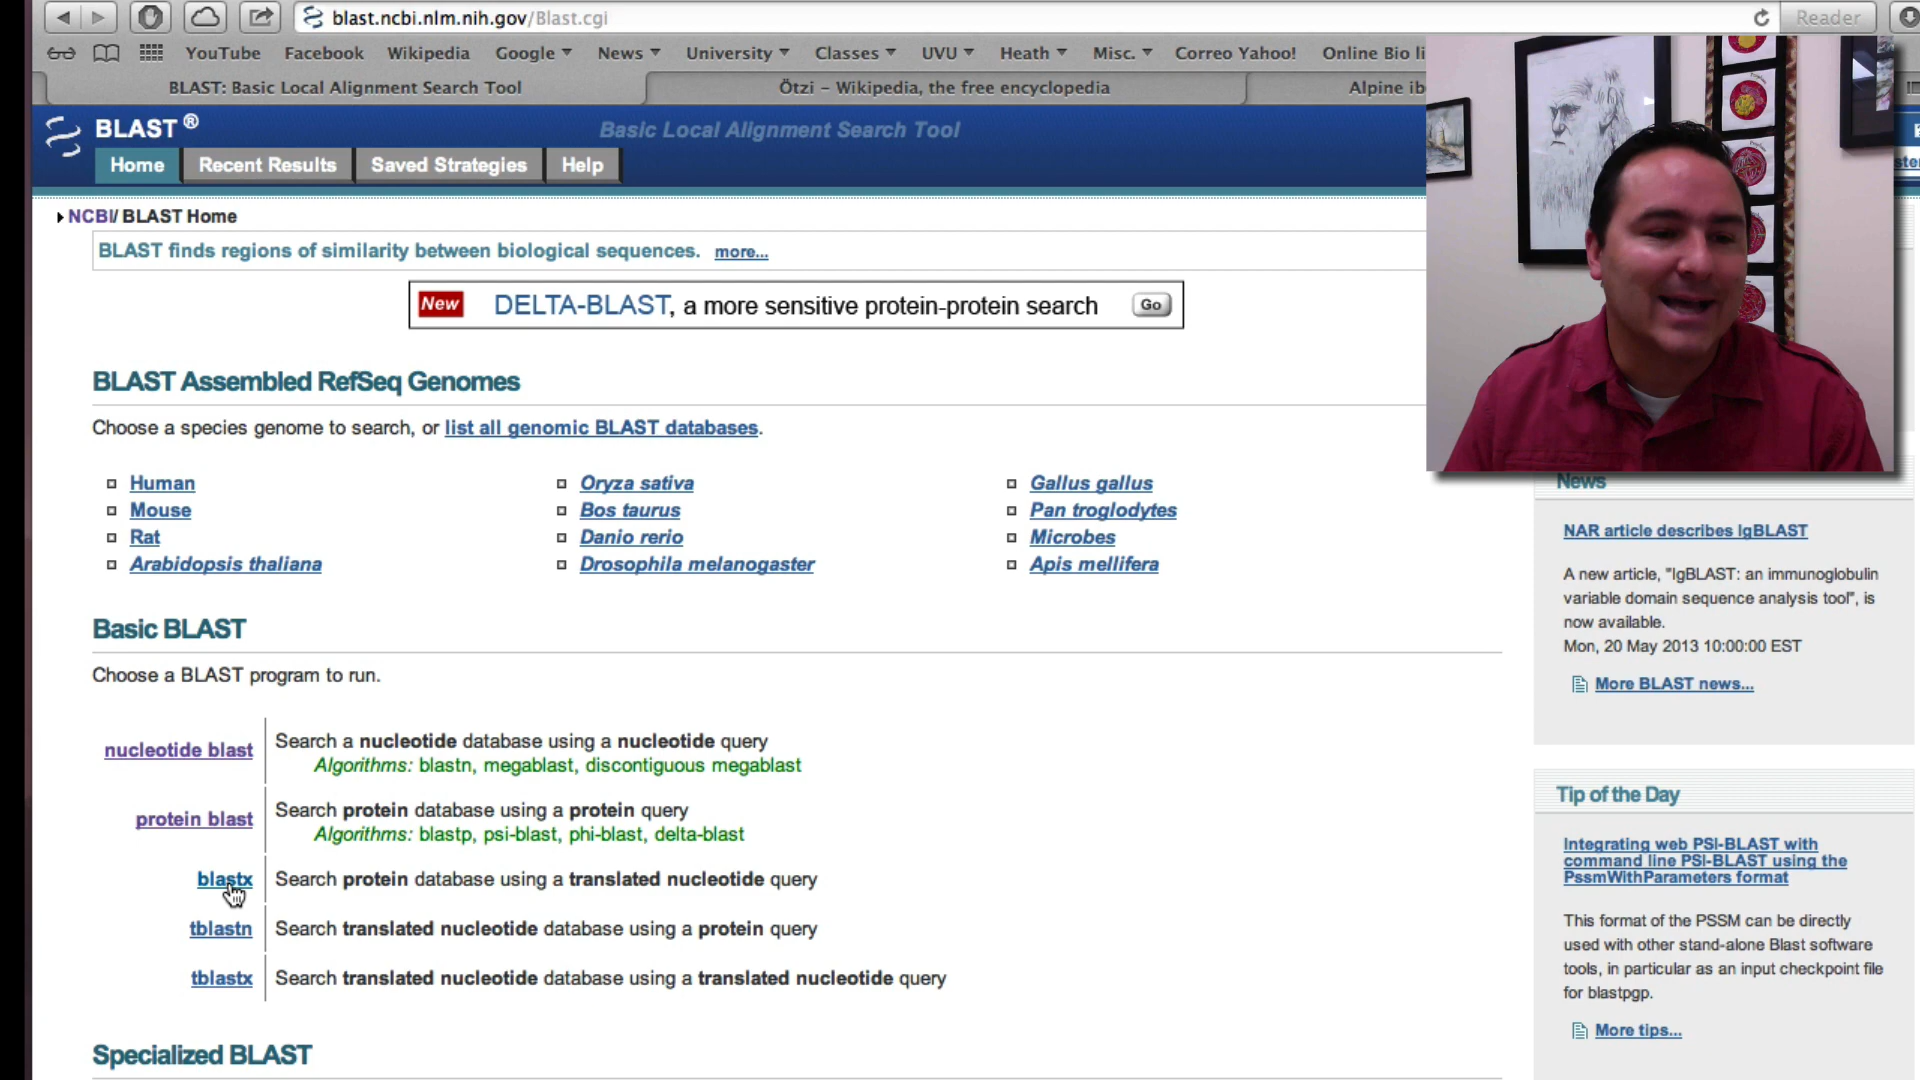 blast.ncbi.nlm.nih.gov/Blast.cgi
Reader
YouTube Facebook Wikipedia Google News University Classes UVU Heath Misc. Correo Yahoo! Online Bio
BLAST: Basic Local Alignment Search Tool
Ötzi – Wikipedia, the free encyclopedia
Alpine ib
BLAST ®
Basic Local Alignment Search Tool
Home Recent Results Saved Strategies Help
NCBI/ BLAST Home
BLAST finds regions of similarity between biological sequences. more...
New DELTA-BLAST, a more sensitive protein-protein search Go
BLAST Assembled RefSeq Genomes
Choose a species genome to search, or list all genomic BLAST databases.
Human
Mouse
Rat
Arabidopsis thaliana
Oryza sativa
Bos taurus
Danio rerio
Drosophila melanogaster
Gallus gallus
Pan troglodytes
Microbes
Apis mellifera
Basic BLAST
Choose a BLAST program to run.
nucleotide blast
Search a nucleotide database using a nucleotide query
Algorithms: blastn, megablast, discontiguous megablast
protein blast
Search protein database using a protein query
Algorithms: blastp, psi-blast, phi-blast, delta-blast
blastx Search protein database using a translated nucleotide query
tblastn Search translated nucleotide database using a protein query
tblastx Search translated nucleotide database using a translated nucleotide query
Specialized BLAST
News
NAR article describes IgBLAST
A new article, "IgBLAST: an immunoglobulin
variable domain sequence analysis tool", is
now available.
Mon, 20 May 2013 10:00:00 EST
More BLAST news...
Tip of the Day
Integrating web PSI-BLAST with
command line PSI-BLAST using the
PssmWithParameters format
This format of the PSSM can be directly
used with other stand-alone Blast software
tools, in particular as an input checkpoint file
for blastpgp.
More tips...